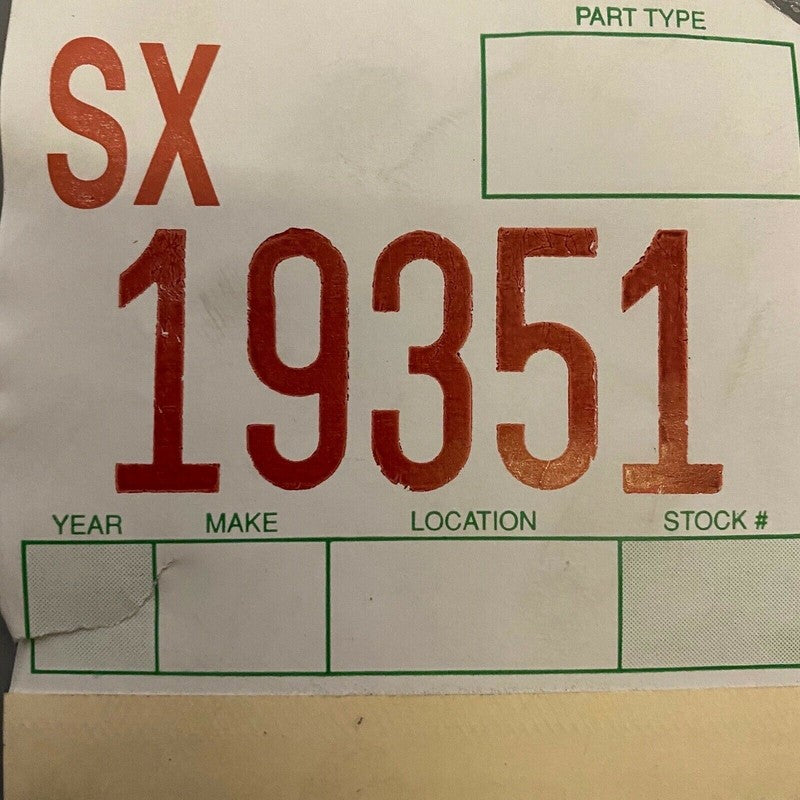 PART TYPE
SX
19351
YEAR MAKE LOCATION STOCK #